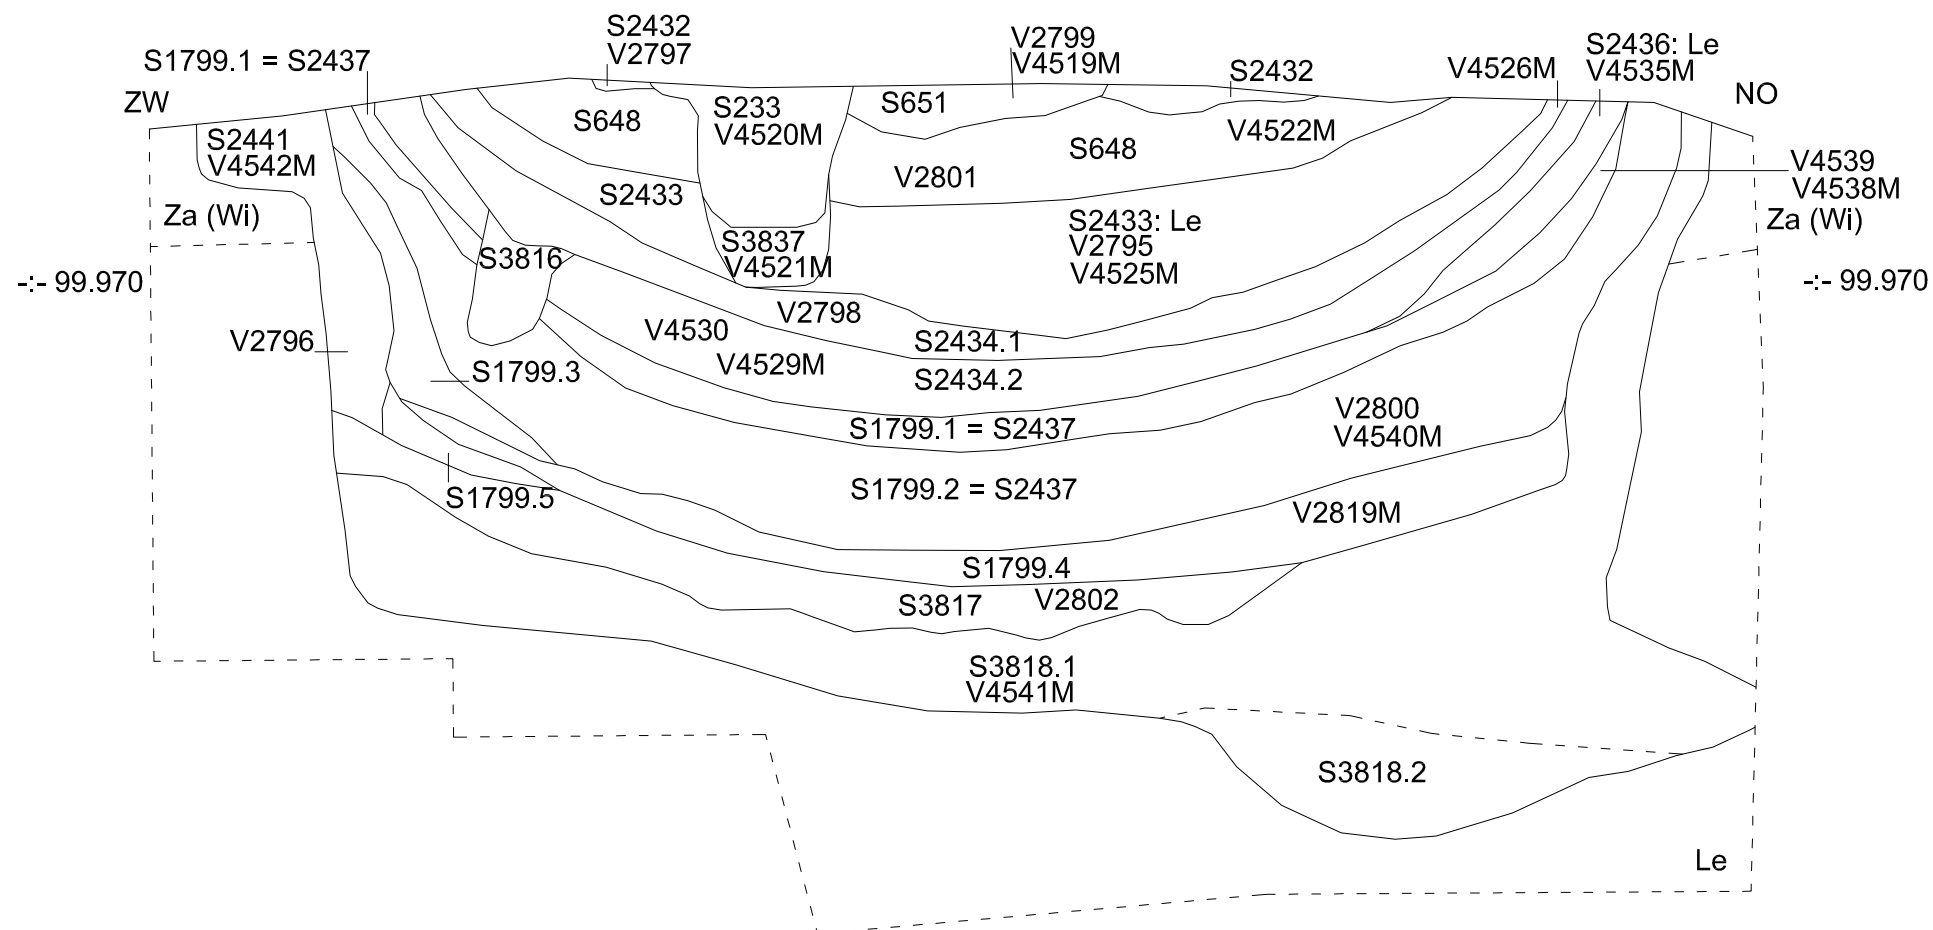 S2432
V2797
V2799
V4519M
S2436: Le
V4535M
S1799.1 = S2437
S2432
V4526M
ZW
NO
S233
V4520M
S651
S648
V4522M
S2441
V4542M
S648
V4539
V4538M
V2801
S2433
Za (Wi)
S2433: Le
V2795
V4525M
Za (Wi)
S3837
V4521M
S3816
-:- 99.970
-:- 99.970
V2798
V4530
V2796
S2434.1
V4529M
S1799.3
S2434.2
V2800
V4540M
S1799.1 = S2437
S1799.2 = S2437
S1799.5
V2819M
S1799.4
S3817
V2802
S3818.1
V4541M
S3818.2
Le